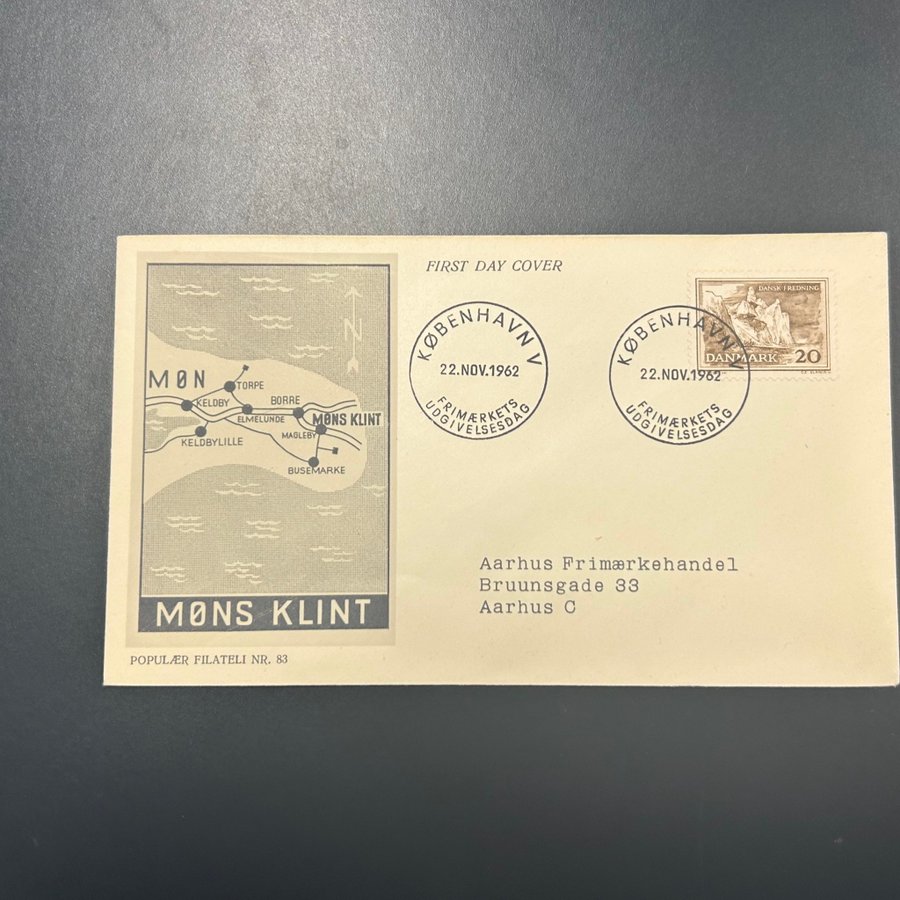 FIRST DAY COVER
DANSK FREDNING
DANMARK 20
KØBENHAVN V
22.NOV.1962
FRIMÆRKETS
UDGIVELSESDAG
KØBENHAVN V
22.NOV.1962
FRIMÆRKETS
UDGIVELSESDAG
N
MØN
TORPE
KELDBY
BORRE
ELMELUNDE
MØNS KLINT
KELDBYLILLE
MAGLEBY
BUSEMARKE
MØNS KLINT
POPULÆR FILATELI NR. 83
Aarhus Frimærkehandel
Bruunsgade 33
Aarhus C